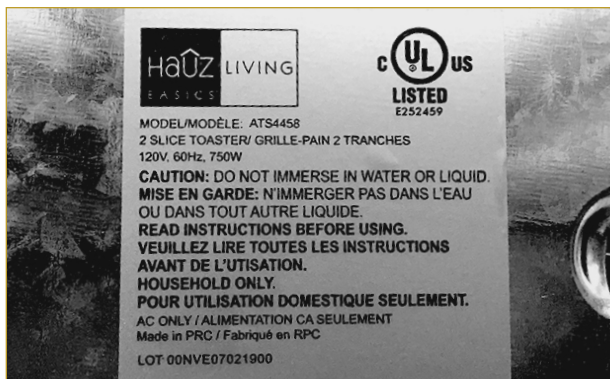 HAÛZ LIVING
BASICS
C UL US
LISTED
E252459
MODEL/MODÈLE: ATS4458
2 SLICE TOASTER/ GRILLE-PAIN 2 TRANCHES
120V, 60Hz, 750W
CAUTION: DO NOT IMMERSE IN WATER OR LIQUID.
MISE EN GARDE: N'IMMERGER PAS DANS L'EAU
OU DANS TOUT AUTRE LIQUIDE.
READ INSTRUCTIONS BEFORE USING.
VEUILLEZ LIRE TOUTES LES INSTRUCTIONS
AVANT DE L'UTISATION.
HOUSEHOLD ONLY.
POUR UTILISATION DOMESTIQUE SEULEMENT.
AC ONLY / ALIMENTATION CA SEULEMENT
Made in PRC / Fabriqué en RPC
LOT 00NVE07021900